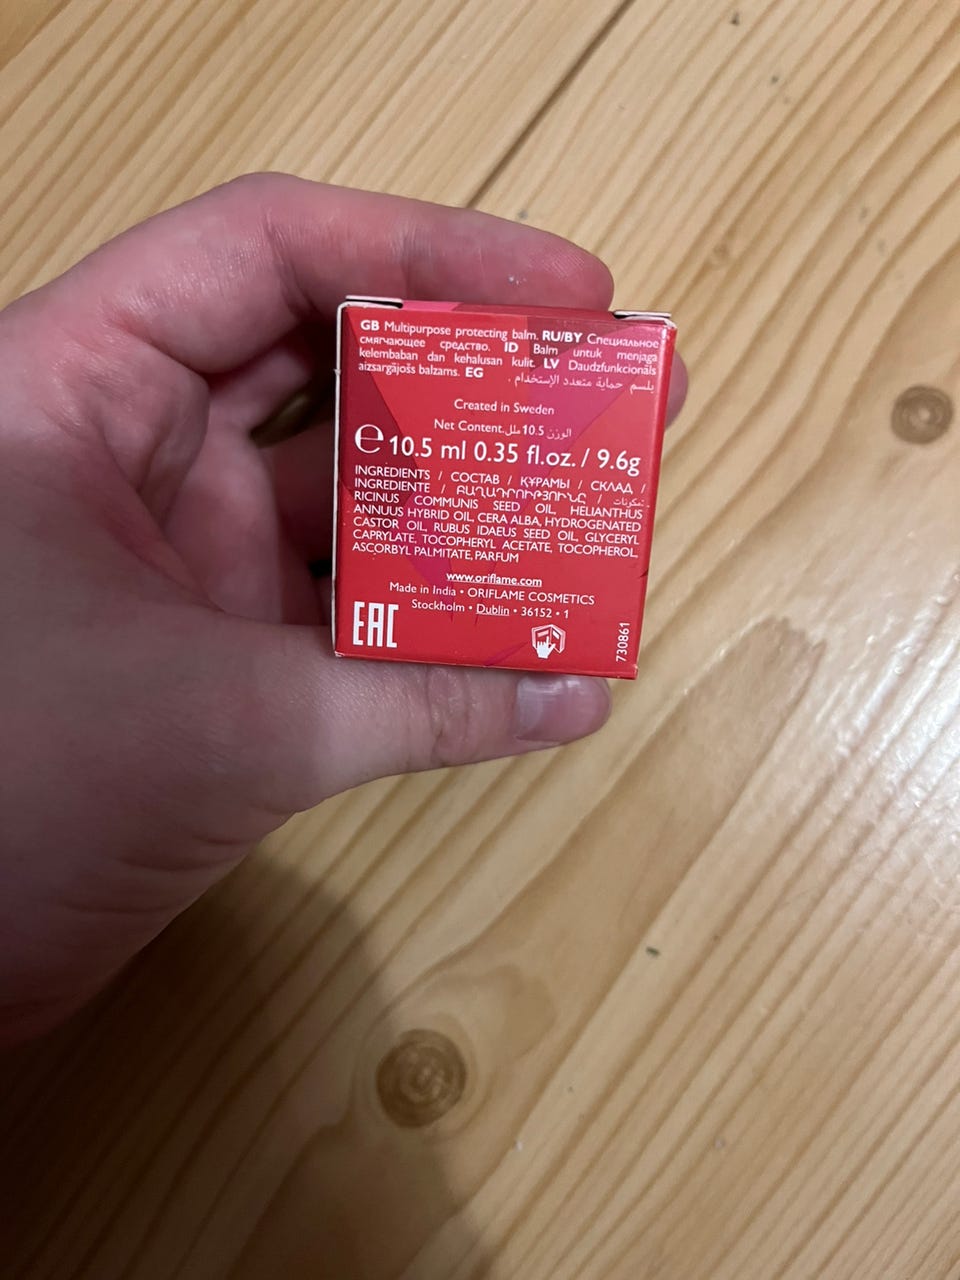 GB Multipurpose protecting balm. RU/BY Специальное
смягчающее средство. ID Balm untuk menjaga
kelembaban dan kehalusan kulit. LV Daudzfunkcionāls
aizsargājošs balzams. EG بلسم حماية متعدد الإستخدام .
Created in Sweden
Net Content. الوزن 10.5 ملل
e 10.5 ml 0.35 fl.oz. / 9.6g
INGREDIENTS / СОСТАВ / ҚҰРАМЫ / СКЛАД /
INGREDIENTE / ԲԱՂԱԴՐՈՒԹՅՈՒՆԸ /
RICINUS COMMUNIS SEED OIL, HELIANTHUS
ANNUUS HYBRID OIL, CERA ALBA, HYDROGENATED
CASTOR OIL, RUBUS IDAEUS SEED OIL, GLYCERYL
CAPRYLATE, TOCOPHERYL ACETATE, TOCOPHEROL,
ASCORBYL PALMITATE, PARFUM
www.oriflame.com
Made in India • ORIFLAME COSMETICS
Stockholm • Dublin • 36152 • 1
EAC
730861